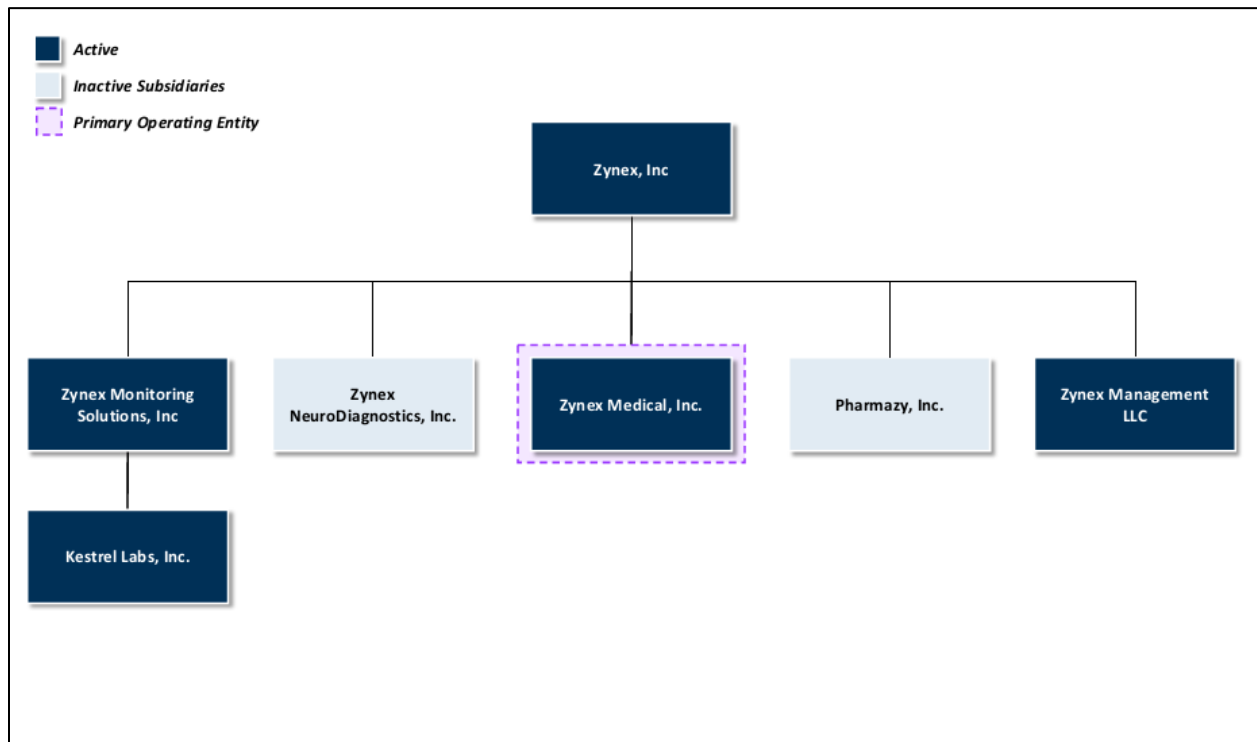 Active
Inactive Subsidiaries
Primary Operating Entity
Zynex, Inc
Zynex Monitoring
Solutions, Inc
Zynex
NeuroDiagnostics, Inc.
Zynex Medical, Inc.
Pharmazy, Inc.
Zynex Management
LLC
Kestrel Labs, Inc.